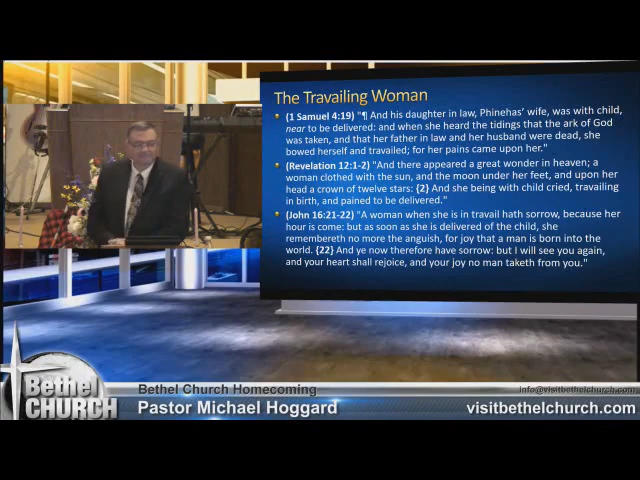 The Travailing Woman
(1 Samuel 4:19) "¶ And his daughter in law, Phinehas' wife, was with child,
near to be delivered: and when she heard the tidings that the ark of God
was taken, and that her father in law and her husband were dead, she
bowed herself and travailed; for her pains came upon her."
(Revelation 12:1-2) "And there appeared a great wonder in heaven; a
woman clothed with the sun, and the moon under her feet, and upon her
head a crown of twelve stars: {2} And she being with child cried, travailing
in birth, and pained to be delivered."
(John 16:21-22) "A woman when she is in travail hath sorrow, because her
hour is come: but as soon as she is delivered of the child, she
remembereth no more the anguish, for joy that a man is born into the
world. {22} And ye now therefore have sorrow: but I will see you again,
and your heart shall rejoice, and your joy no man taketh from you."
Bethel
CHURCH
Bethel Church Homecoming
info@visitbethelchurch.com
Pastor Michael Hoggard
visitbethelchurch.com